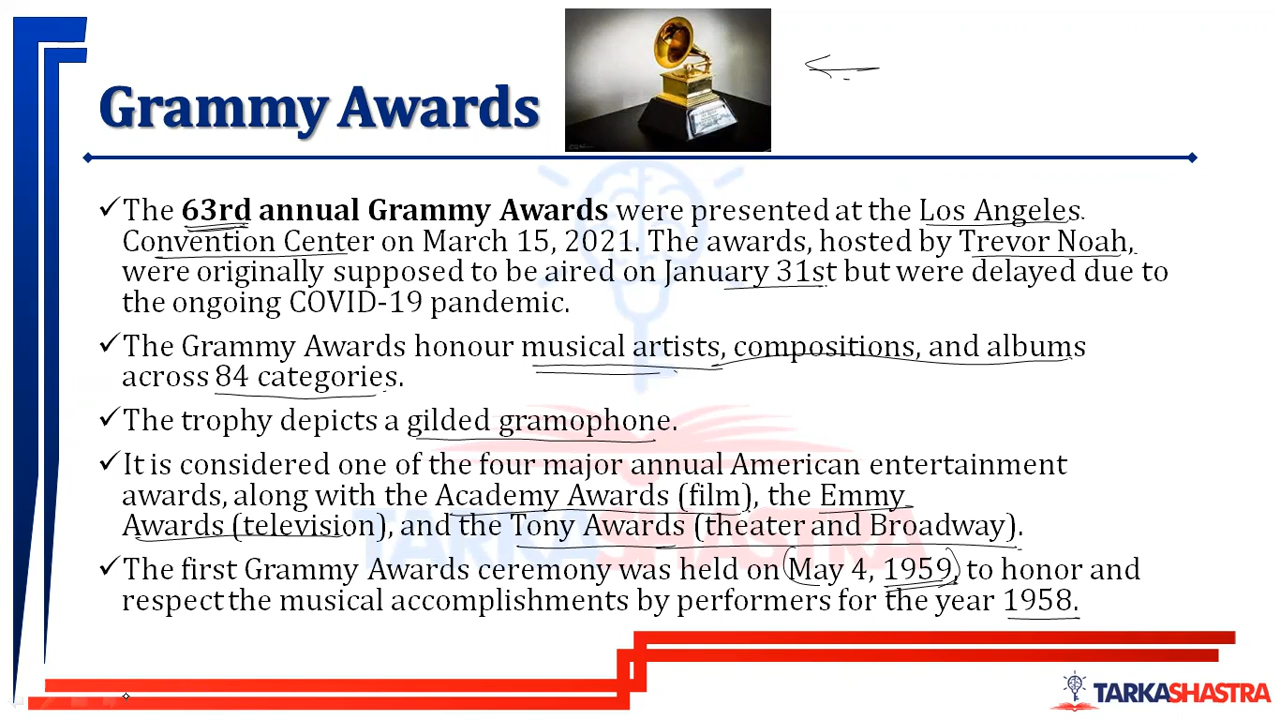 Grammy Awards
✓The 63rd annual Grammy Awards were presented at the Los Angeles
Convention Center on March 15, 2021. The awards, hosted by Trevor Noah,
were originally supposed to be aired on January 31st but were delayed due to
the ongoing COVID-19 pandemic.
✓The Grammy Awards honour musical artists, compositions, and albums
across 84 categories.
✓The trophy depicts a gilded gramophone.
✓It is considered one of the four major annual American entertainment
awards, along with the Academy Awards (film), the Emmy
Awards (television), and the Tony Awards (theater and Broadway).
✓The first Grammy Awards ceremony was held on May 4, 1959, to honor and
respect the musical accomplishments by performers for the year 1958.
TARKASHASTRA
TARKASHASTRA